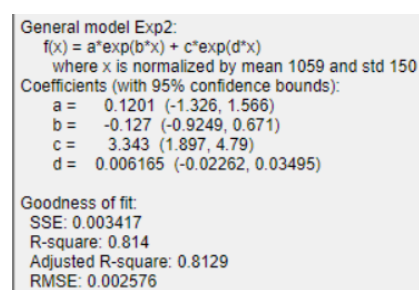 General model Exp2:
f(x) = a*exp(b*x) + c*exp(d*x)
where x is normalized by mean 1059 and std 150
Coefficients (with 95% confidence bounds):
a = 0.1201 (-1.326, 1.566)
b = -0.127 (-0.9249, 0.671)
c = 3.343 (1.897, 4.79)
d = 0.006165 (-0.02262, 0.03495)
Goodness of fit:
SSE: 0.003417
R-square: 0.814
Adjusted R-square: 0.8129
RMSE: 0.002576